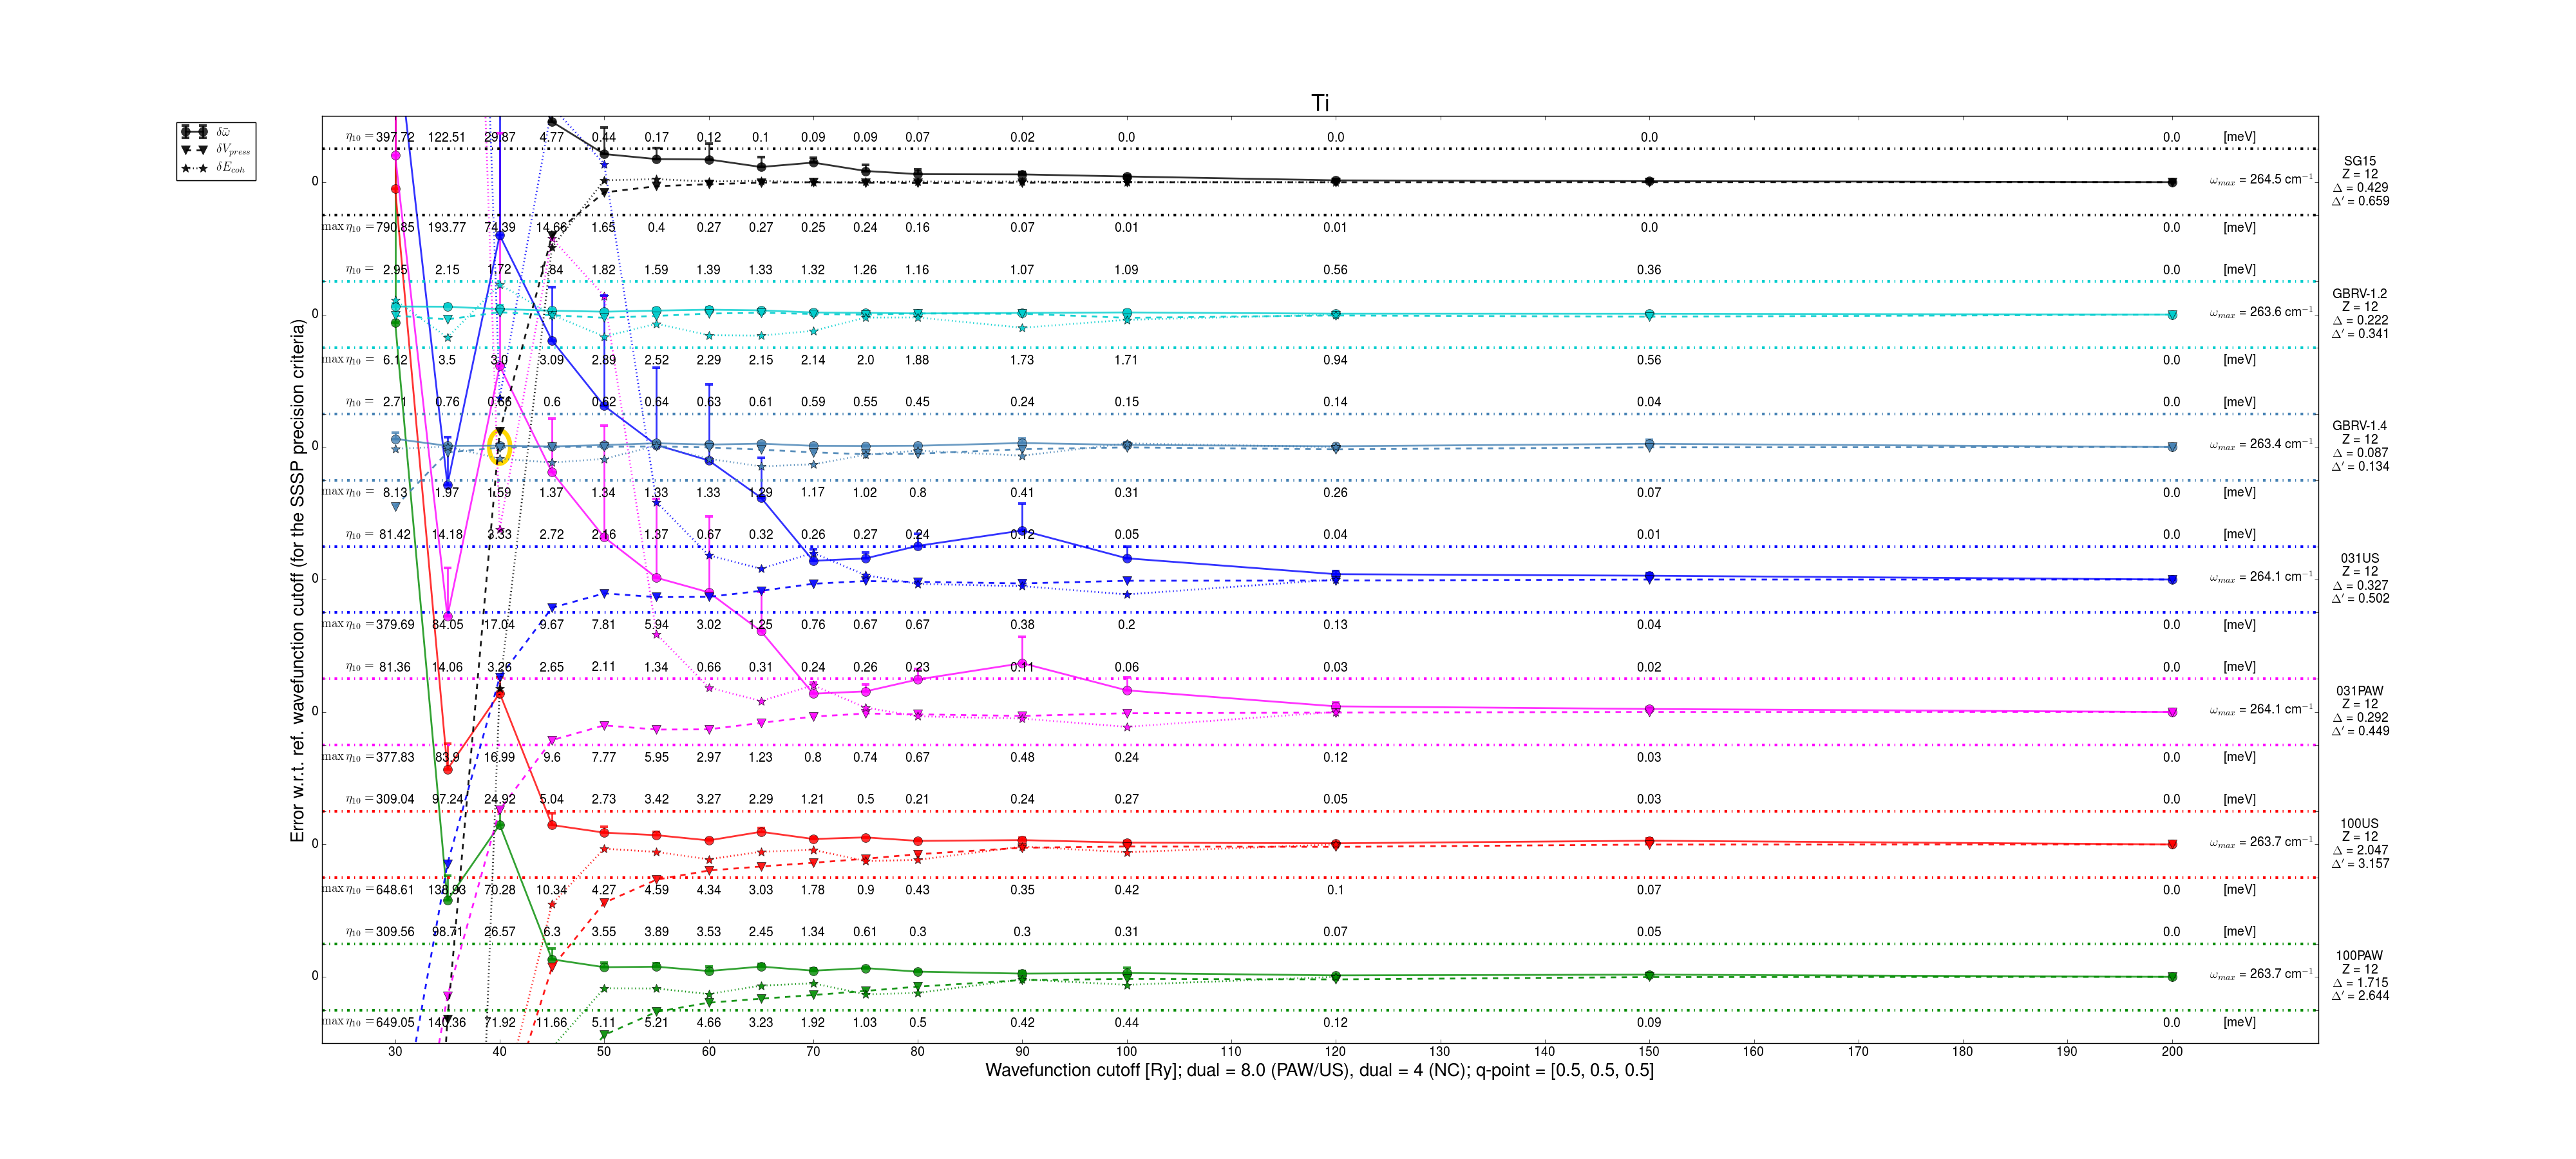 Ti
δω̄
δV_press
δE_coh
Error w.r.t. ref. wavefunction cutoff (for the SSSP precision criteria)
η10 = 397.72 122.51 29.87 4.77 0.44 0.17 0.12 0.1 0.09 0.09 0.07 0.02 0.0 0.0 0.0 0.0 [meV]
0 ω_max = 264.5 cm⁻¹
SG15
Z = 12
Δ = 0.429
Δ′ = 0.659
max η10 = 790.85 193.77 74.39 14.66 1.65 0.4 0.27 0.27 0.25 0.24 0.16 0.07 0.01 0.01 0.0 0.0 [meV]
η10 = 2.95 2.15 1.72 1.84 1.82 1.59 1.39 1.33 1.32 1.26 1.16 1.07 1.09 0.56 0.36 0.0 [meV]
0 ω_max = 263.6 cm⁻¹
GBRV-1.2
Z = 12
Δ = 0.222
Δ′ = 0.341
max η10 = 6.12 3.5 3.0 3.09 2.89 2.52 2.29 2.15 2.14 2.0 1.88 1.73 1.71 0.94 0.56 0.0 [meV]
η10 = 2.71 0.76 0.66 0.6 0.62 0.64 0.63 0.61 0.59 0.55 0.45 0.24 0.15 0.14 0.04 0.0 [meV]
0 ω_max = 263.4 cm⁻¹
GBRV-1.4
Z = 12
Δ = 0.087
Δ′ = 0.134
max η10 = 8.13 1.97 1.59 1.37 1.34 1.33 1.33 1.29 1.17 1.02 0.8 0.41 0.31 0.26 0.07 0.0 [meV]
η10 = 81.42 14.18 3.33 2.72 2.16 1.37 0.67 0.32 0.26 0.27 0.24 0.12 0.05 0.04 0.01 0.0 [meV]
0 ω_max = 264.1 cm⁻¹
031US
Z = 12
Δ = 0.327
Δ′ = 0.502
max η10 = 379.69 84.05 17.04 9.67 7.81 5.94 3.02 1.25 0.76 0.67 0.67 0.38 0.2 0.13 0.04 0.0 [meV]
η10 = 81.36 14.06 3.26 2.65 2.11 1.34 0.66 0.31 0.24 0.26 0.23 0.11 0.06 0.03 0.02 0.0 [meV]
0 ω_max = 264.1 cm⁻¹
031PAW
Z = 12
Δ = 0.292
Δ′ = 0.449
max η10 = 377.83 83.9 16.99 9.6 7.77 5.95 2.97 1.23 0.8 0.74 0.67 0.48 0.24 0.12 0.03 0.0 [meV]
η10 = 309.04 97.24 24.92 5.04 2.73 3.42 3.27 2.29 1.21 0.5 0.21 0.24 0.27 0.05 0.03 0.0 [meV]
0 ω_max = 263.7 cm⁻¹
100US
Z = 12
Δ = 2.047
Δ′ = 3.157
max η10 = 648.61 70.28 10.34 4.27 4.59 4.34 3.03 1.78 0.9 0.43 0.35 0.42 0.1 0.07 0.0 [meV]
η10 = 309.56 98.71 26.57 6.3 3.55 3.89 3.53 2.45 1.34 0.61 0.3 0.3 0.31 0.07 0.05 0.0 [meV]
0 ω_max = 263.7 cm⁻¹
100PAW
Z = 12
Δ = 1.715
Δ′ = 2.644
max η10 = 649.05 140.36 71.92 11.66 5.11 5.21 4.66 3.23 1.92 1.03 0.5 0.42 0.44 0.12 0.09 0.0 [meV]
30 40 50 60 70 80 90 100 110 120 130 140 150 160 170 180 190 200
Wavefunction cutoff [Ry]; dual = 8.0 (PAW/US), dual = 4 (NC); q-point = [0.5, 0.5, 0.5]